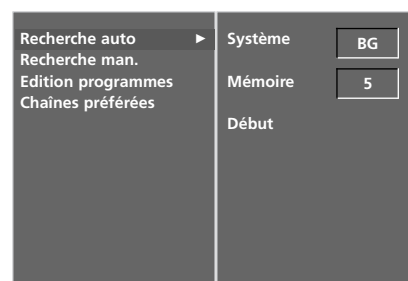 Recherche auto ►
Recherche man.
Edition programmes
Chaînes préférées
Système BG
Mémoire 5
Début